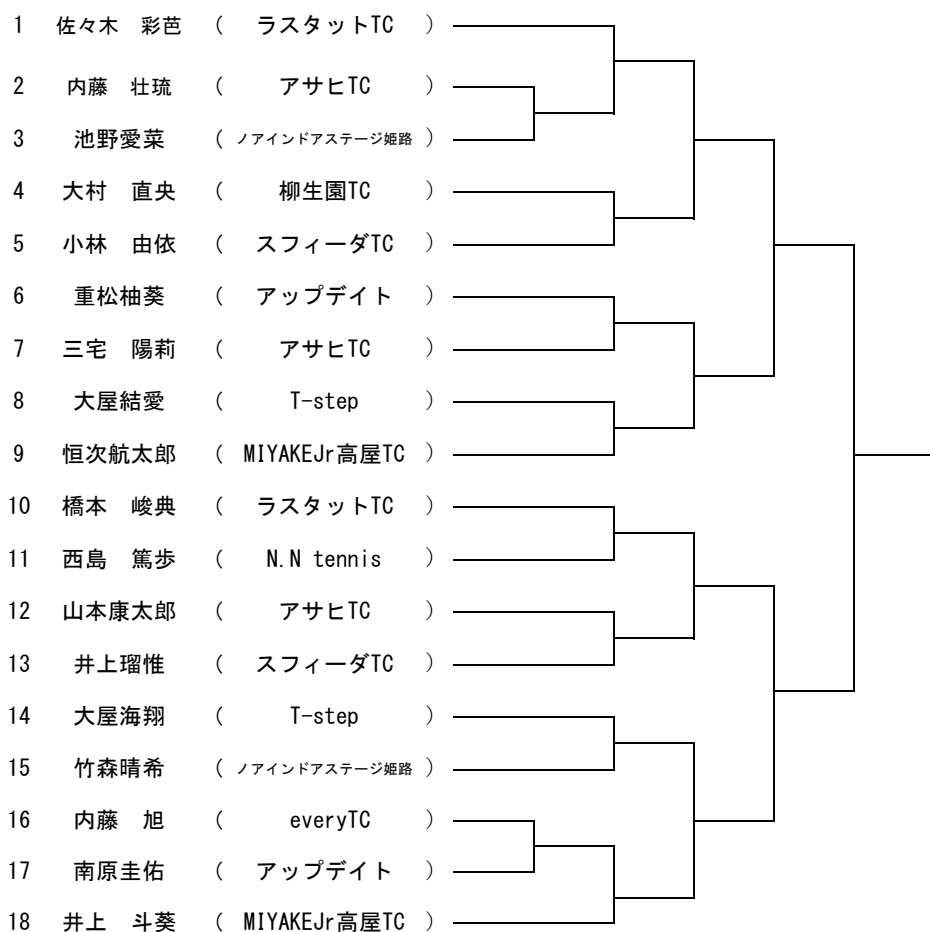 1 佐々木 彩芭 ( ラスタットTC )
2 内藤 壮琉 ( アサヒTC )
3 池野愛菜 ( ノアインドアステージ姫路 )
4 大村 直央 ( 柳生園TC )
5 小林 由依 ( スフィーダTC )
6 重松柚葵 ( アップデイト )
7 三宅 陽莉 ( アサヒTC )
8 大屋結愛 ( T-step )
9 恒次航太郎 ( MIYAKEJr高屋TC )
10 橋本 峻典 ( ラスタットTC )
11 西島 篤歩 ( N.N tennis )
12 山本康太郎 ( アサヒTC )
13 井上瑠惟 ( スフィーダTC )
14 大屋海翔 ( T-step )
15 竹森晴希 ( ノアインドアステージ姫路 )
16 内藤 旭 ( everyTC )
17 南原圭佑 ( アップデイト )
18 井上 斗葵 ( MIYAKEJr高屋TC )